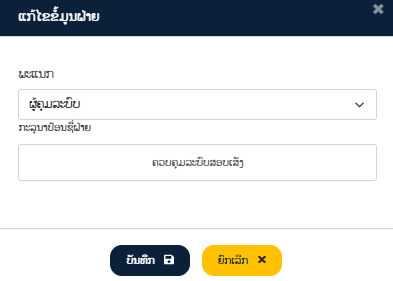 ແກ້ໄຂຂໍ້ມູນຝ່າຍ
ພະແນກ
ຜູ້ຄຸມລະບົບ
ກະລຸນາປ້ອນຊື່ຝ່າຍ
ຄວບຄຸມລະບົບສອບເສັງ
ບັນທຶກ
ຍົກເລີກ